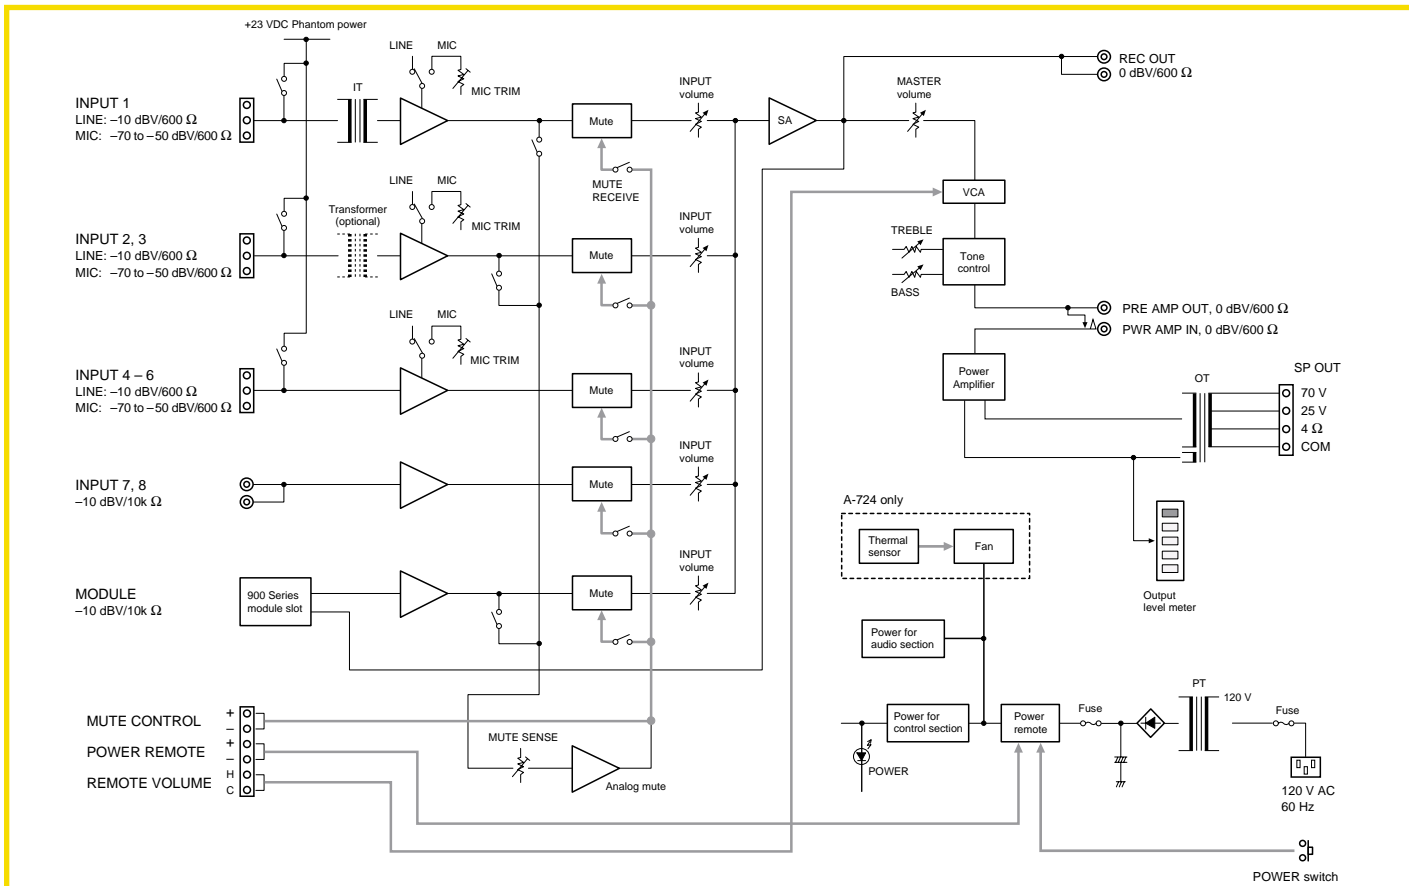 +23 VDC Phantom power
LINE MIC
MIC TRIM
IT
INPUT 1
LINE: –10 dBV/600 Ω
MIC: –70 to –50 dBV/600 Ω
Mute
INPUT
volume
SA
MASTER
volume
REC OUT
0 dBV/600 Ω
MUTE
RECEIVE
VCA
LINE MIC
MIC TRIM
Transformer
(optional)
INPUT 2, 3
LINE: –10 dBV/600 Ω
MIC: –70 to –50 dBV/600 Ω
Mute
INPUT
volume
TREBLE
BASS
Tone
control
PRE AMP OUT, 0 dBV/600 Ω
PWR AMP IN, 0 dBV/600 Ω
LINE MIC
MIC TRIM
INPUT 4 – 6
LINE: –10 dBV/600 Ω
MIC: –70 to –50 dBV/600 Ω
Mute
INPUT
volume
Power
Amplifier
OT
SP OUT
70 V
25 V
4 Ω
COM
INPUT 7, 8
–10 dBV/10k Ω
Mute
INPUT
volume
A-724 only
Thermal
sensor
Fan
Output
level meter
MODULE
–10 dBV/10k Ω
900 Series
module slot
Mute
INPUT
volume
Power for
audio section
MUTE CONTROL + –
POWER REMOTE + –
REMOTE VOLUME H C
MUTE SENSE
Analog mute
Power for
control section
POWER
Power
remote
Fuse
PT
120 V
Fuse
120 V AC
60 Hz
POWER switch